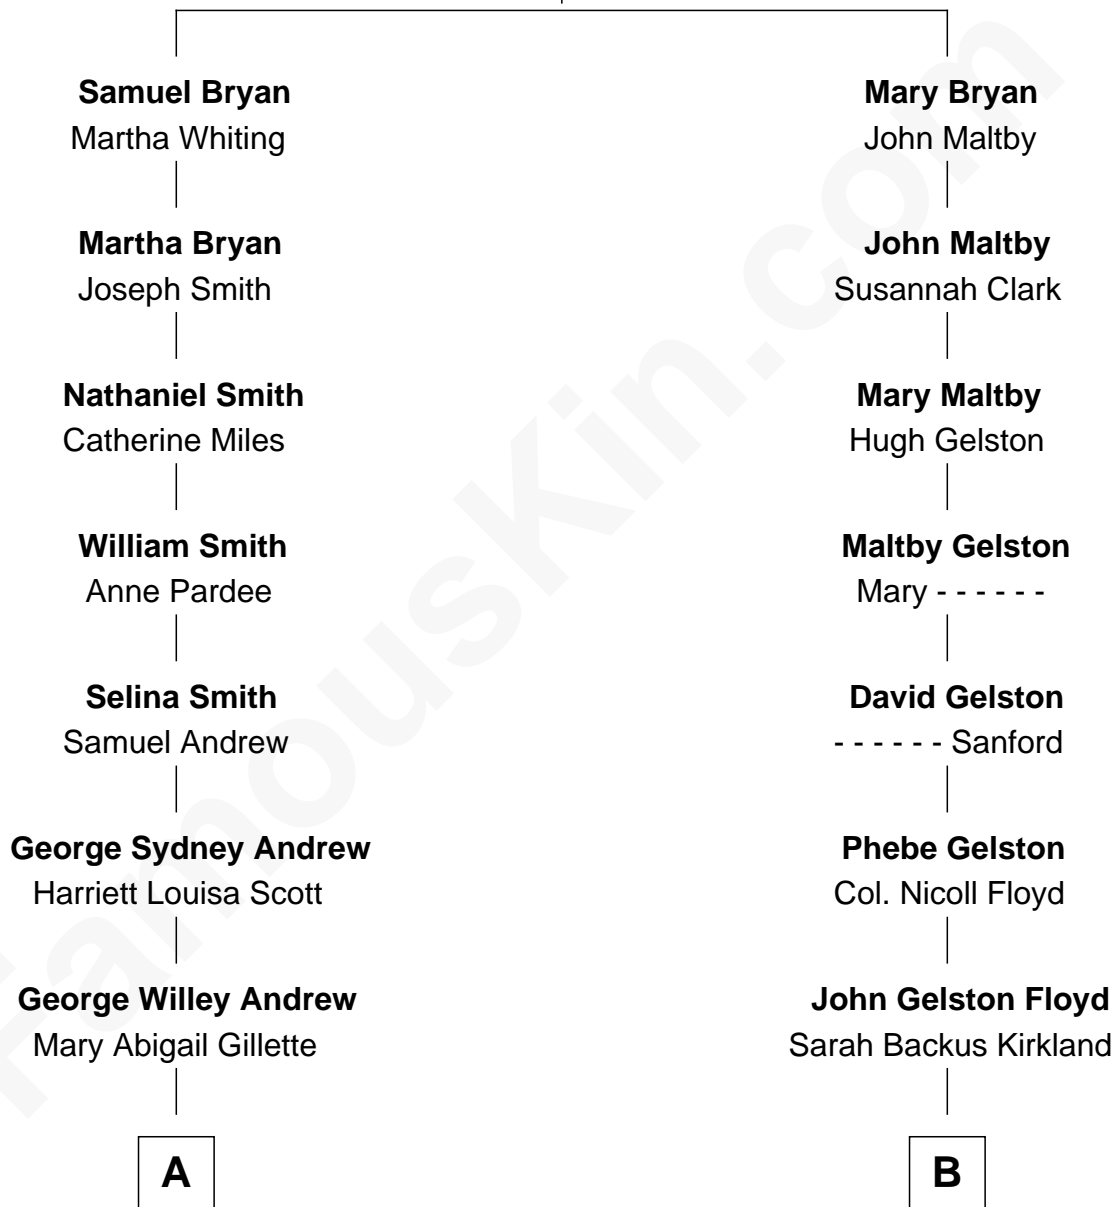 Samuel Bryan
Martha Whiting
Mary Bryan
John Maltby
Martha Bryan
Joseph Smith
John Maltby
Susannah Clark
Nathaniel Smith
Catherine Miles
Mary Maltby
Hugh Gelston
William Smith
Anne Pardee
Maltby Gelston
Mary - - - - - -
Selina Smith
Samuel Andrew
David Gelston
- - - - - - Sanford
George Sydney Andrew
Harriett Louisa Scott
Phebe Gelston
Col. Nicoll Floyd
George Willey Andrew
Mary Abigail Gillette
John Gelston Floyd
Sarah Backus Kirkland
A
B
FamousKin.com